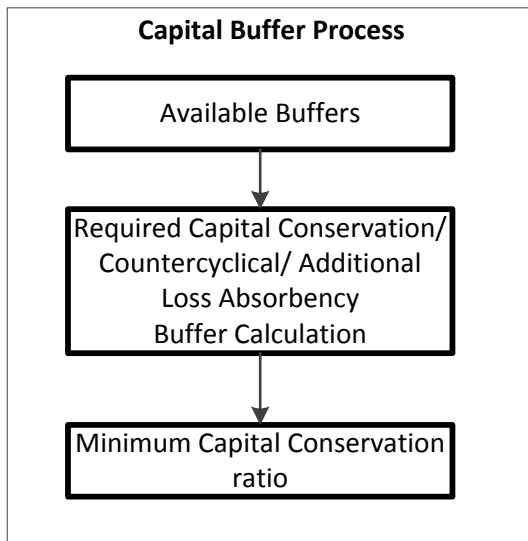 Capital Buffer Process
Available Buffers
Required Capital Conservation/
Countercyclical/ Additional
Loss Absorbency
Buffer Calculation
Minimum Capital Conservation
ratio